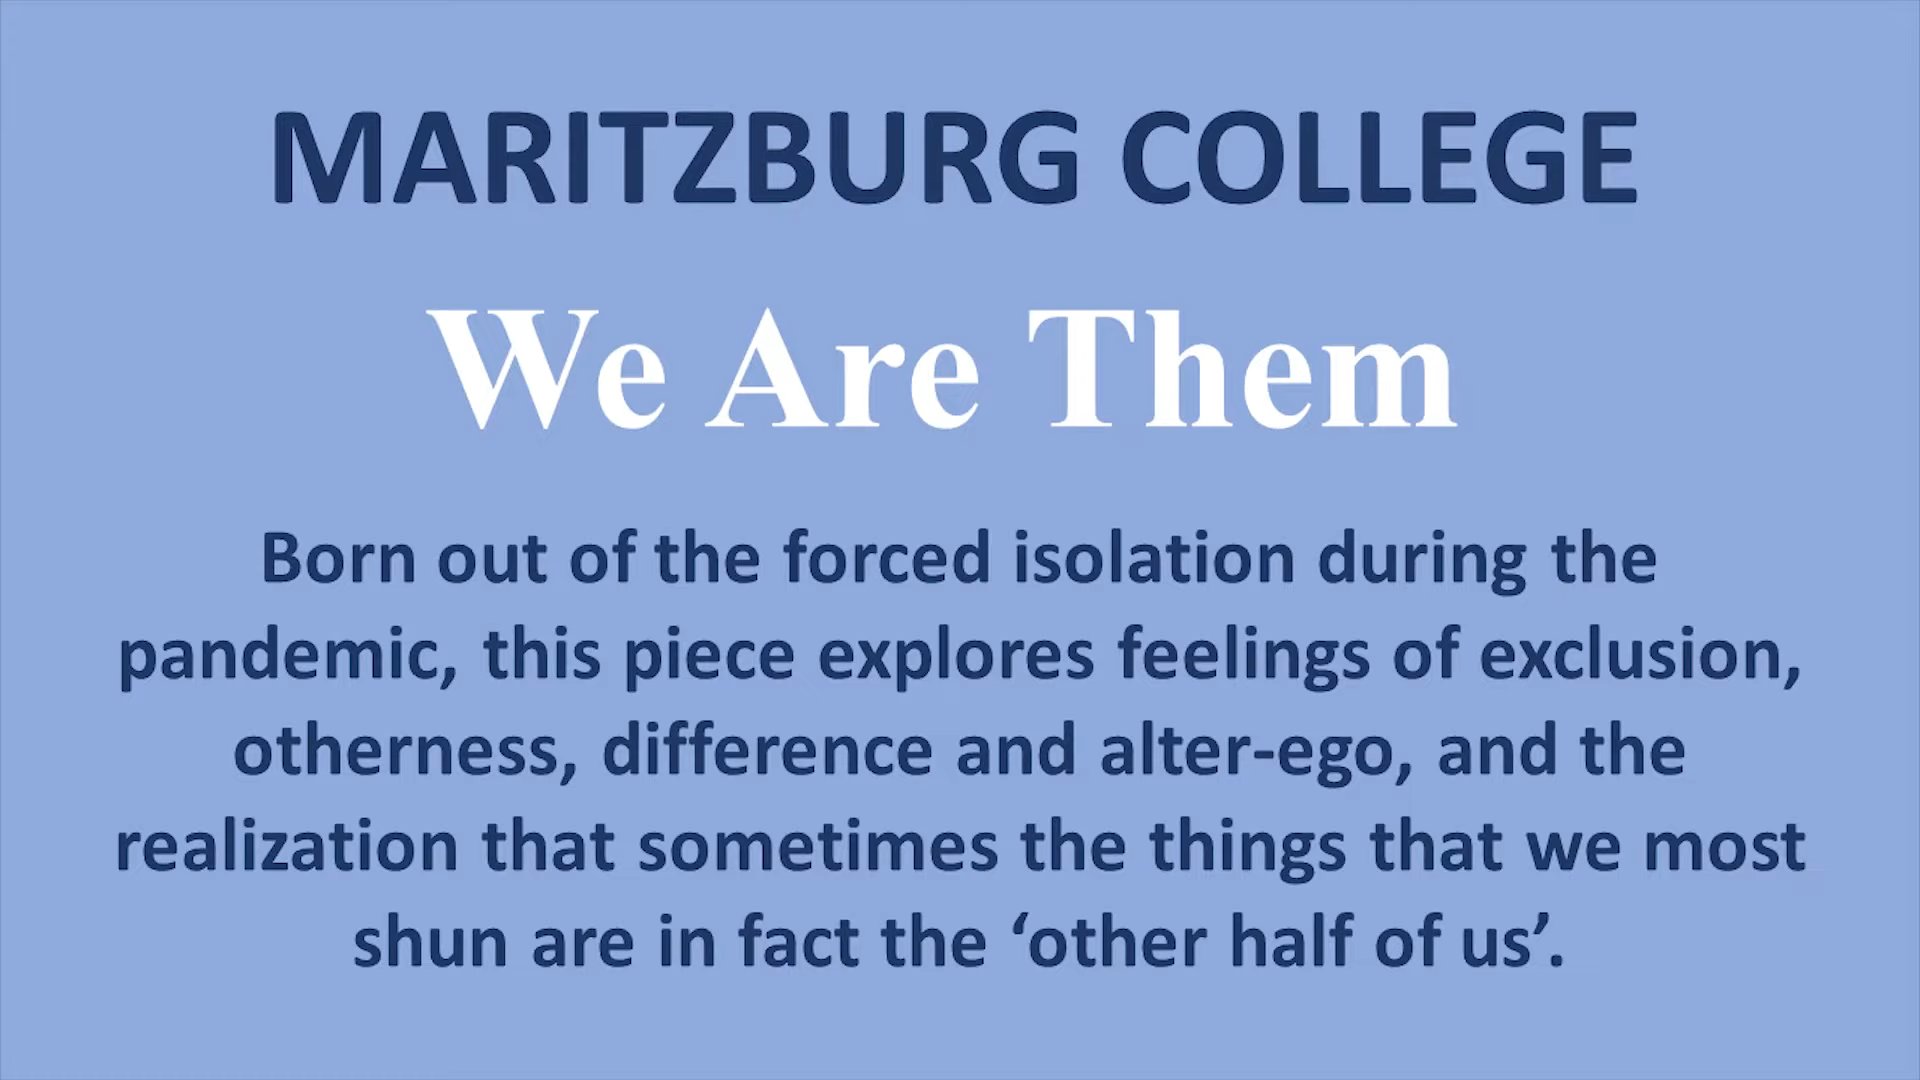 MARITZBURG COLLEGE
We Are Them
Born out of the forced isolation during the
pandemic, this piece explores feelings of exclusion,
otherness, difference and alter-ego, and the
realization that sometimes the things that we most
shun are in fact the ‘other half of us’.